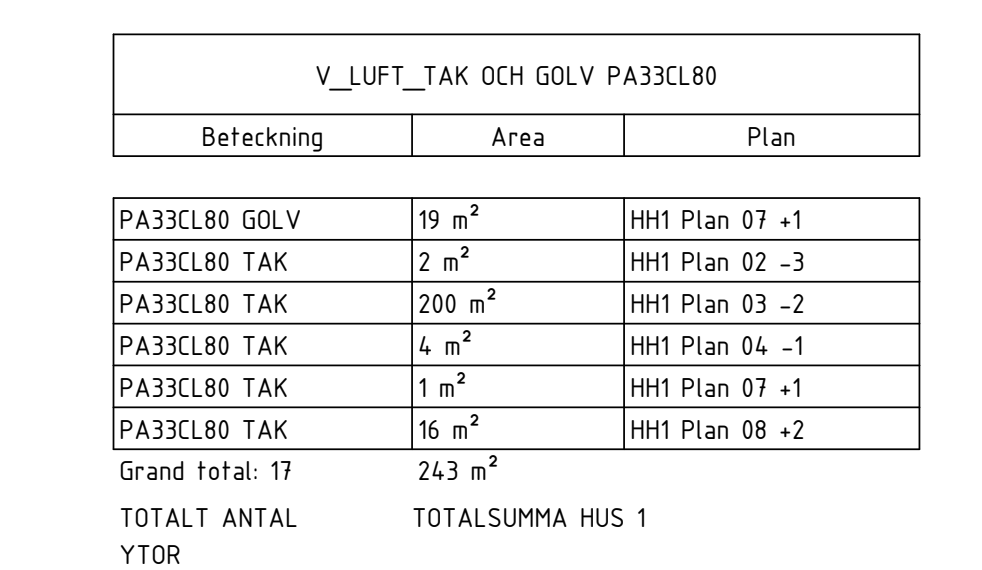 V_LUFT_TAK OCH GOLV PA33CL80
Beteckning Area Plan
PA33CL80 GOLV 19 m² HH1 Plan 07 +1
PA33CL80 TAK 2 m² HH1 Plan 02 -3
PA33CL80 TAK 200 m² HH1 Plan 03 -2
PA33CL80 TAK 4 m² HH1 Plan 04 -1
PA33CL80 TAK 1 m² HH1 Plan 07 +1
PA33CL80 TAK 16 m² HH1 Plan 08 +2
Grand total: 17 243 m²
TOTALT ANTAL TOTALSUMMA HUS 1
YTOR